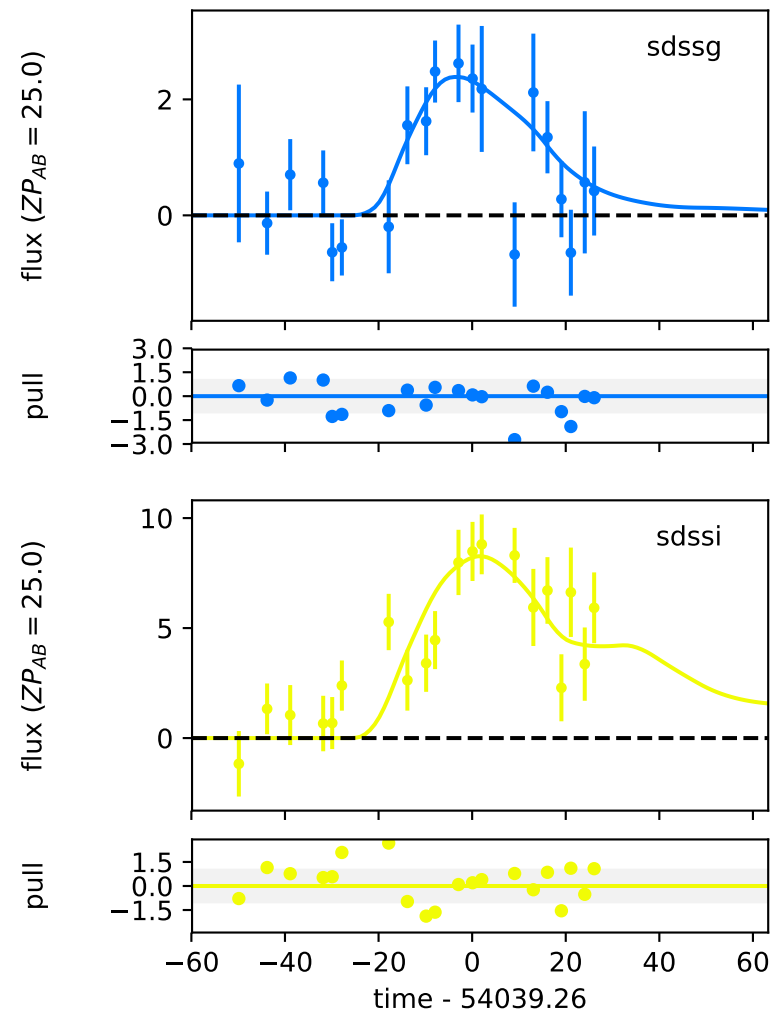 sdssg
flux (ZP_AB = 25.0)
2
0
3.0
1.5
0.0
−1.5
−3.0
pull
sdssi
flux (ZP_AB = 25.0)
10
5
0
1.5
0.0
−1.5
pull
−60 −40 −20 0 20 40 60
time - 54039.26